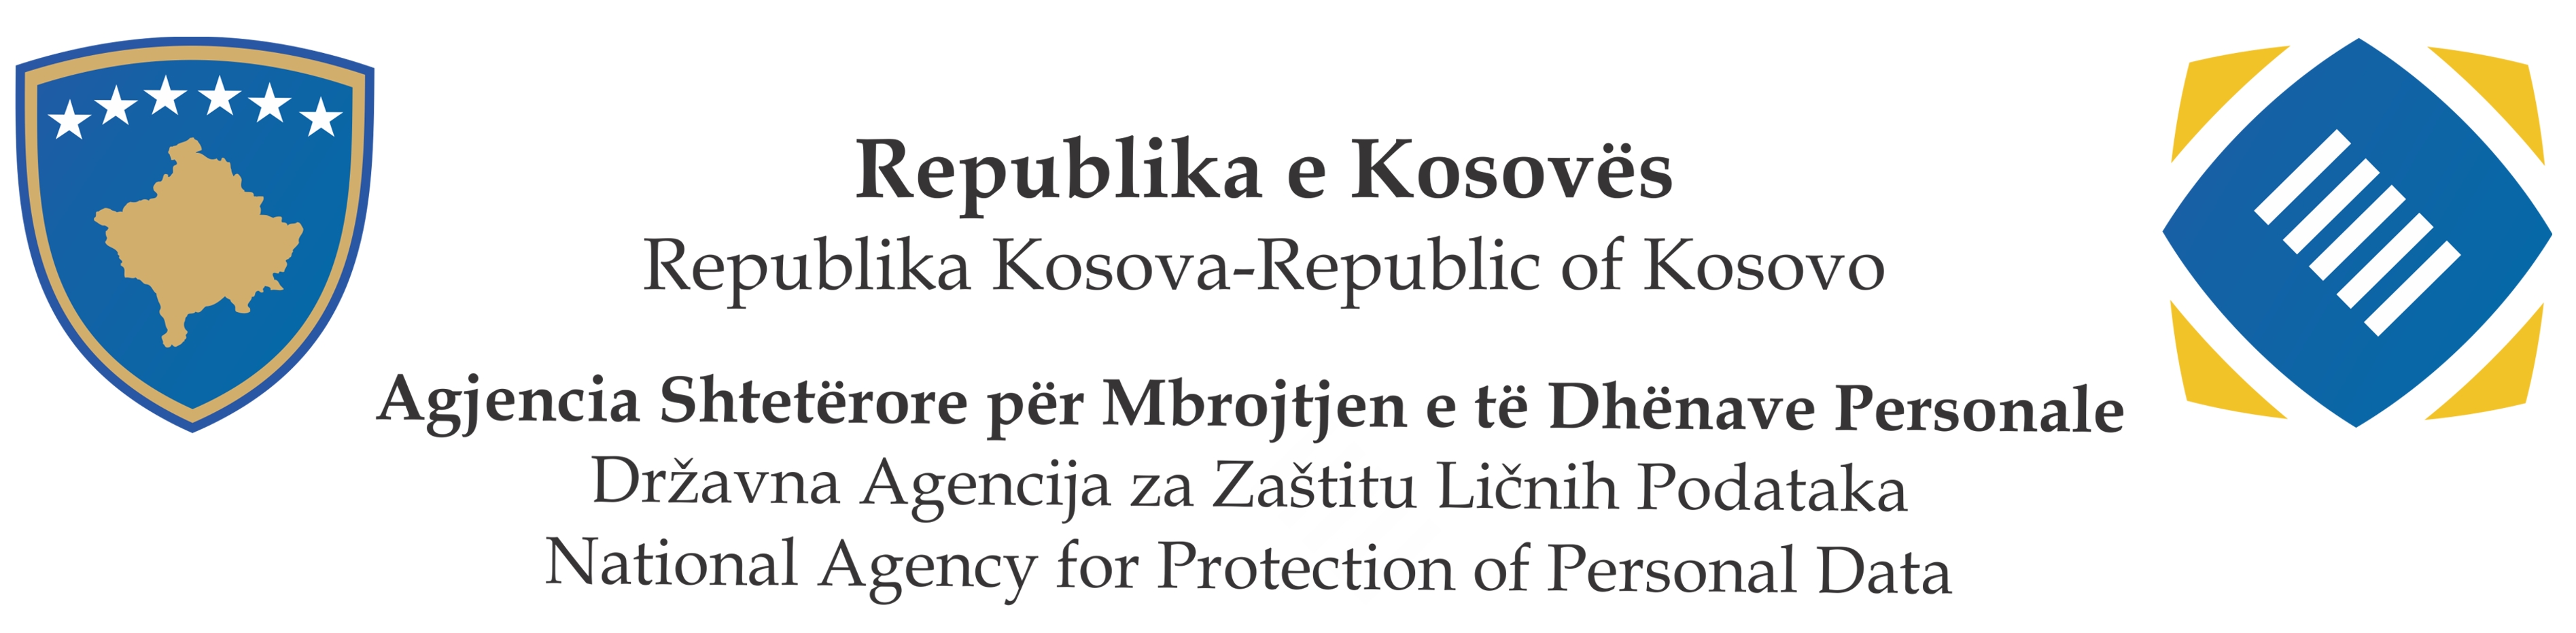 Republika e Kosovës
Republika Kosova-Republic of Kosovo
Agjencia Shtetërore për Mbrojtjen e të Dhënave Personale
Državna Agencija za Zaštitu Ličnih Podataka
National Agency for Protection of Personal Data